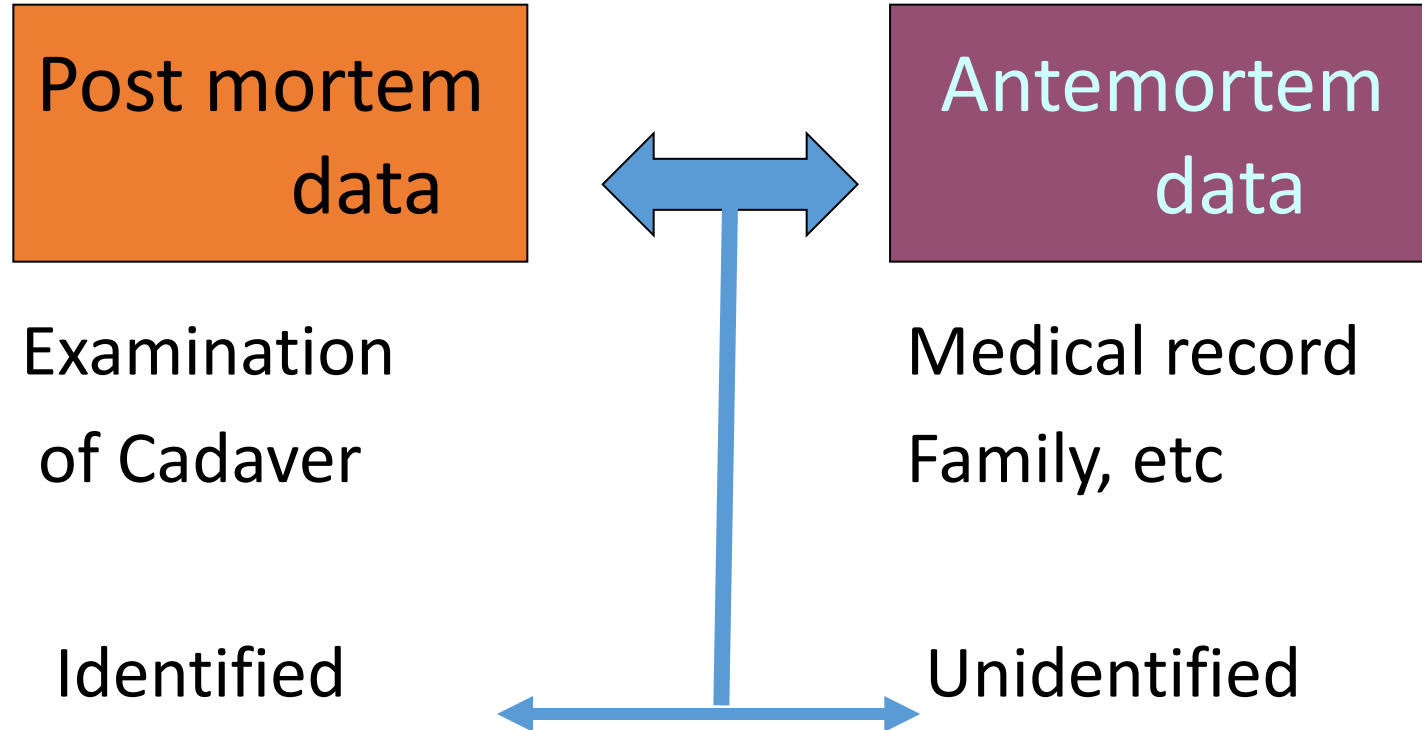 Post mortem
data
Antemortem
data
Examination
of Cadaver
Medical record
Family, etc
Identified
Unidentified